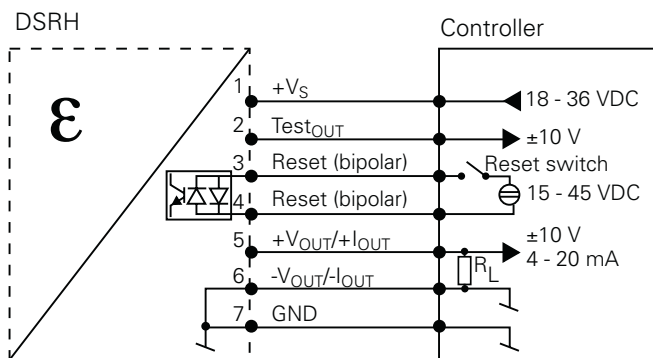 DSRH
Controller
ε
1 +VS 18 - 36 VDC
2 TestOUT ±10 V
3 Reset (bipolar) Reset switch
4 Reset (bipolar) 15 - 45 VDC
5 +VOUT/+IOUT ±10 V
4 - 20 mA
RL
6 -VOUT/-IOUT
7 GND